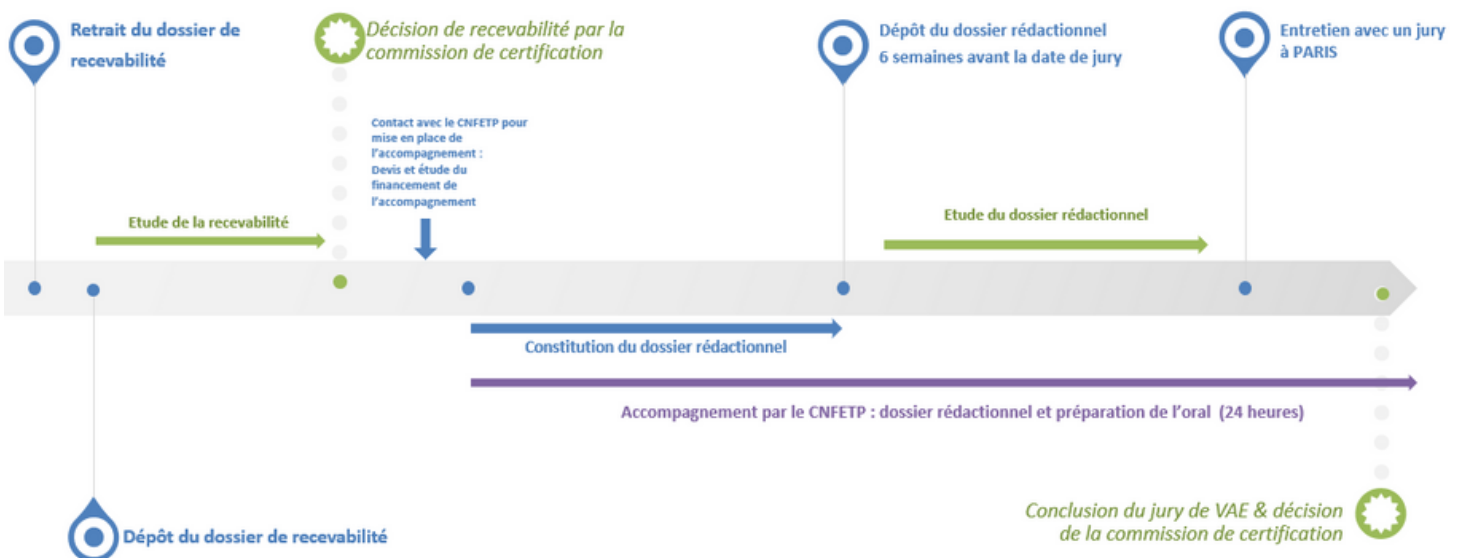 Retrait du dossier de
recevabilité
Décision de recevabilité par la
commission de certification
Dépôt du dossier rédactionnel
6 semaines avant la date de jury
Entretien avec un jury
à PARIS
Contact avec le CNFETP pour
mise en place de
l'accompagnement :
Devis et étude du
financement de
l'accompagnement
Etude de la recevabilité
Etude du dossier rédactionnel
Constitution du dossier rédactionnel
Accompagnement par le CNFETP : dossier rédactionnel et préparation de l'oral (24 heures)
Dépôt du dossier de recevabilité
Conclusion du jury de VAE & décision
de la commission de certification